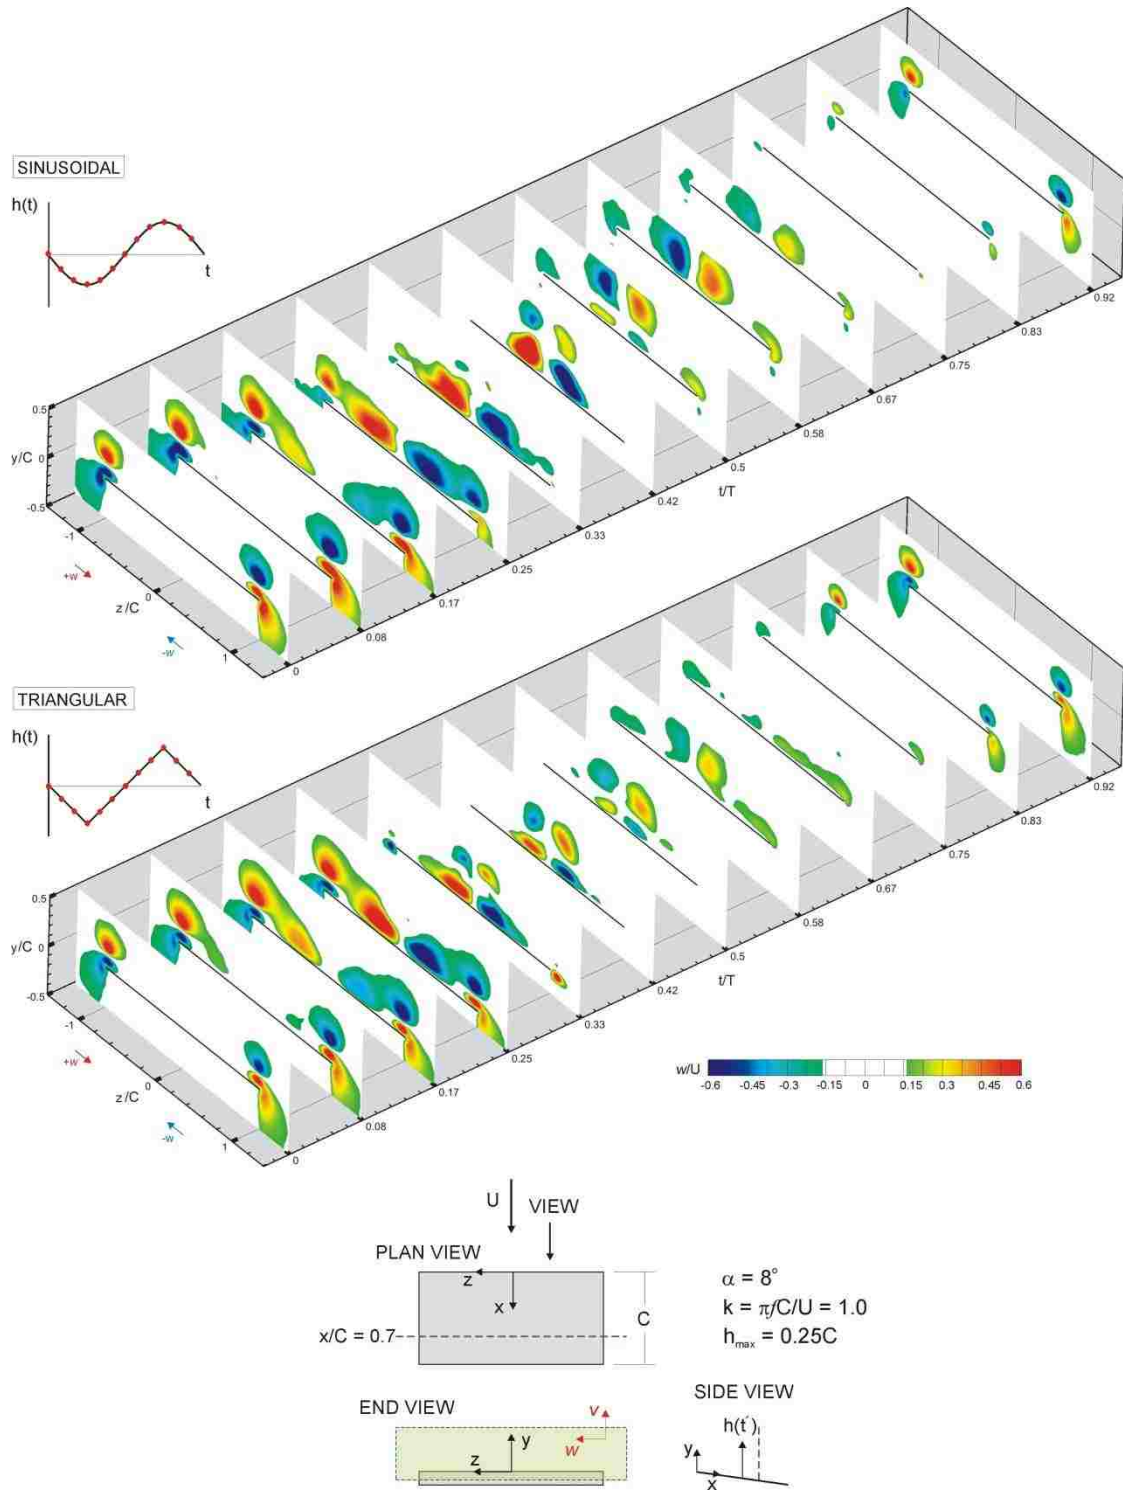 SINUSOIDAL
h(t)
t
0.5
y/C 0
-0.5
-1
+w
z/C
0
-w
1
0
0.08
0.17
0.25
0.33
0.42
0.5
t/T
0.58
0.67
0.75
0.83
0.92
TRIANGULAR
h(t)
t
0.5
y/C 0
-0.5
-1
+w
z/C
0
-w
1
0
0.08
0.17
0.25
0.33
0.42
0.5
t/T
0.58
0.67
0.75
0.83
0.92
w/U
-0.6 -0.45 -0.3 -0.15 0 0.15 0.3 0.45 0.6
U
VIEW
PLAN VIEW
z
x
x/C = 0.7
C
α = 8°
k = πfC/U = 1.0
hmax = 0.25C
END VIEW
v
w
y
z
SIDE VIEW
h(t′)
y
x